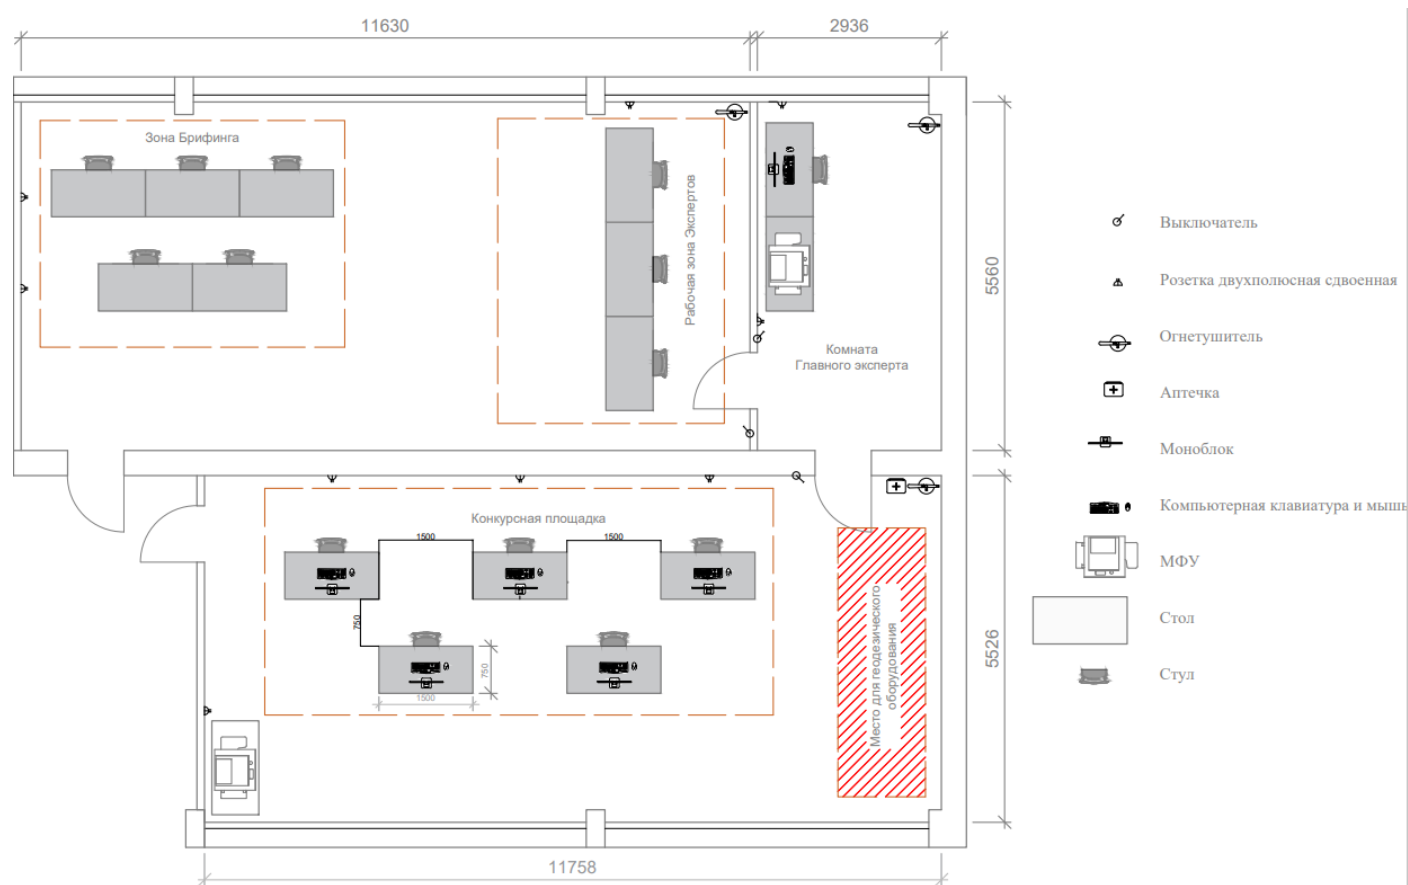 11630
2936
Зона Брифинга
Рабочая зона Экспертов
Комната
Главного эксперта
5560
Выключатель
Розетка двухполюсная сдвоенная
Огнетушитель
Аптечка
Моноблок
Компьютерная клавиатура и мышь
МФУ
Стол
Стул
Конкурсная площадка
1500
1500
750
750
1500
Место для геодезического
оборудования
5526
11758